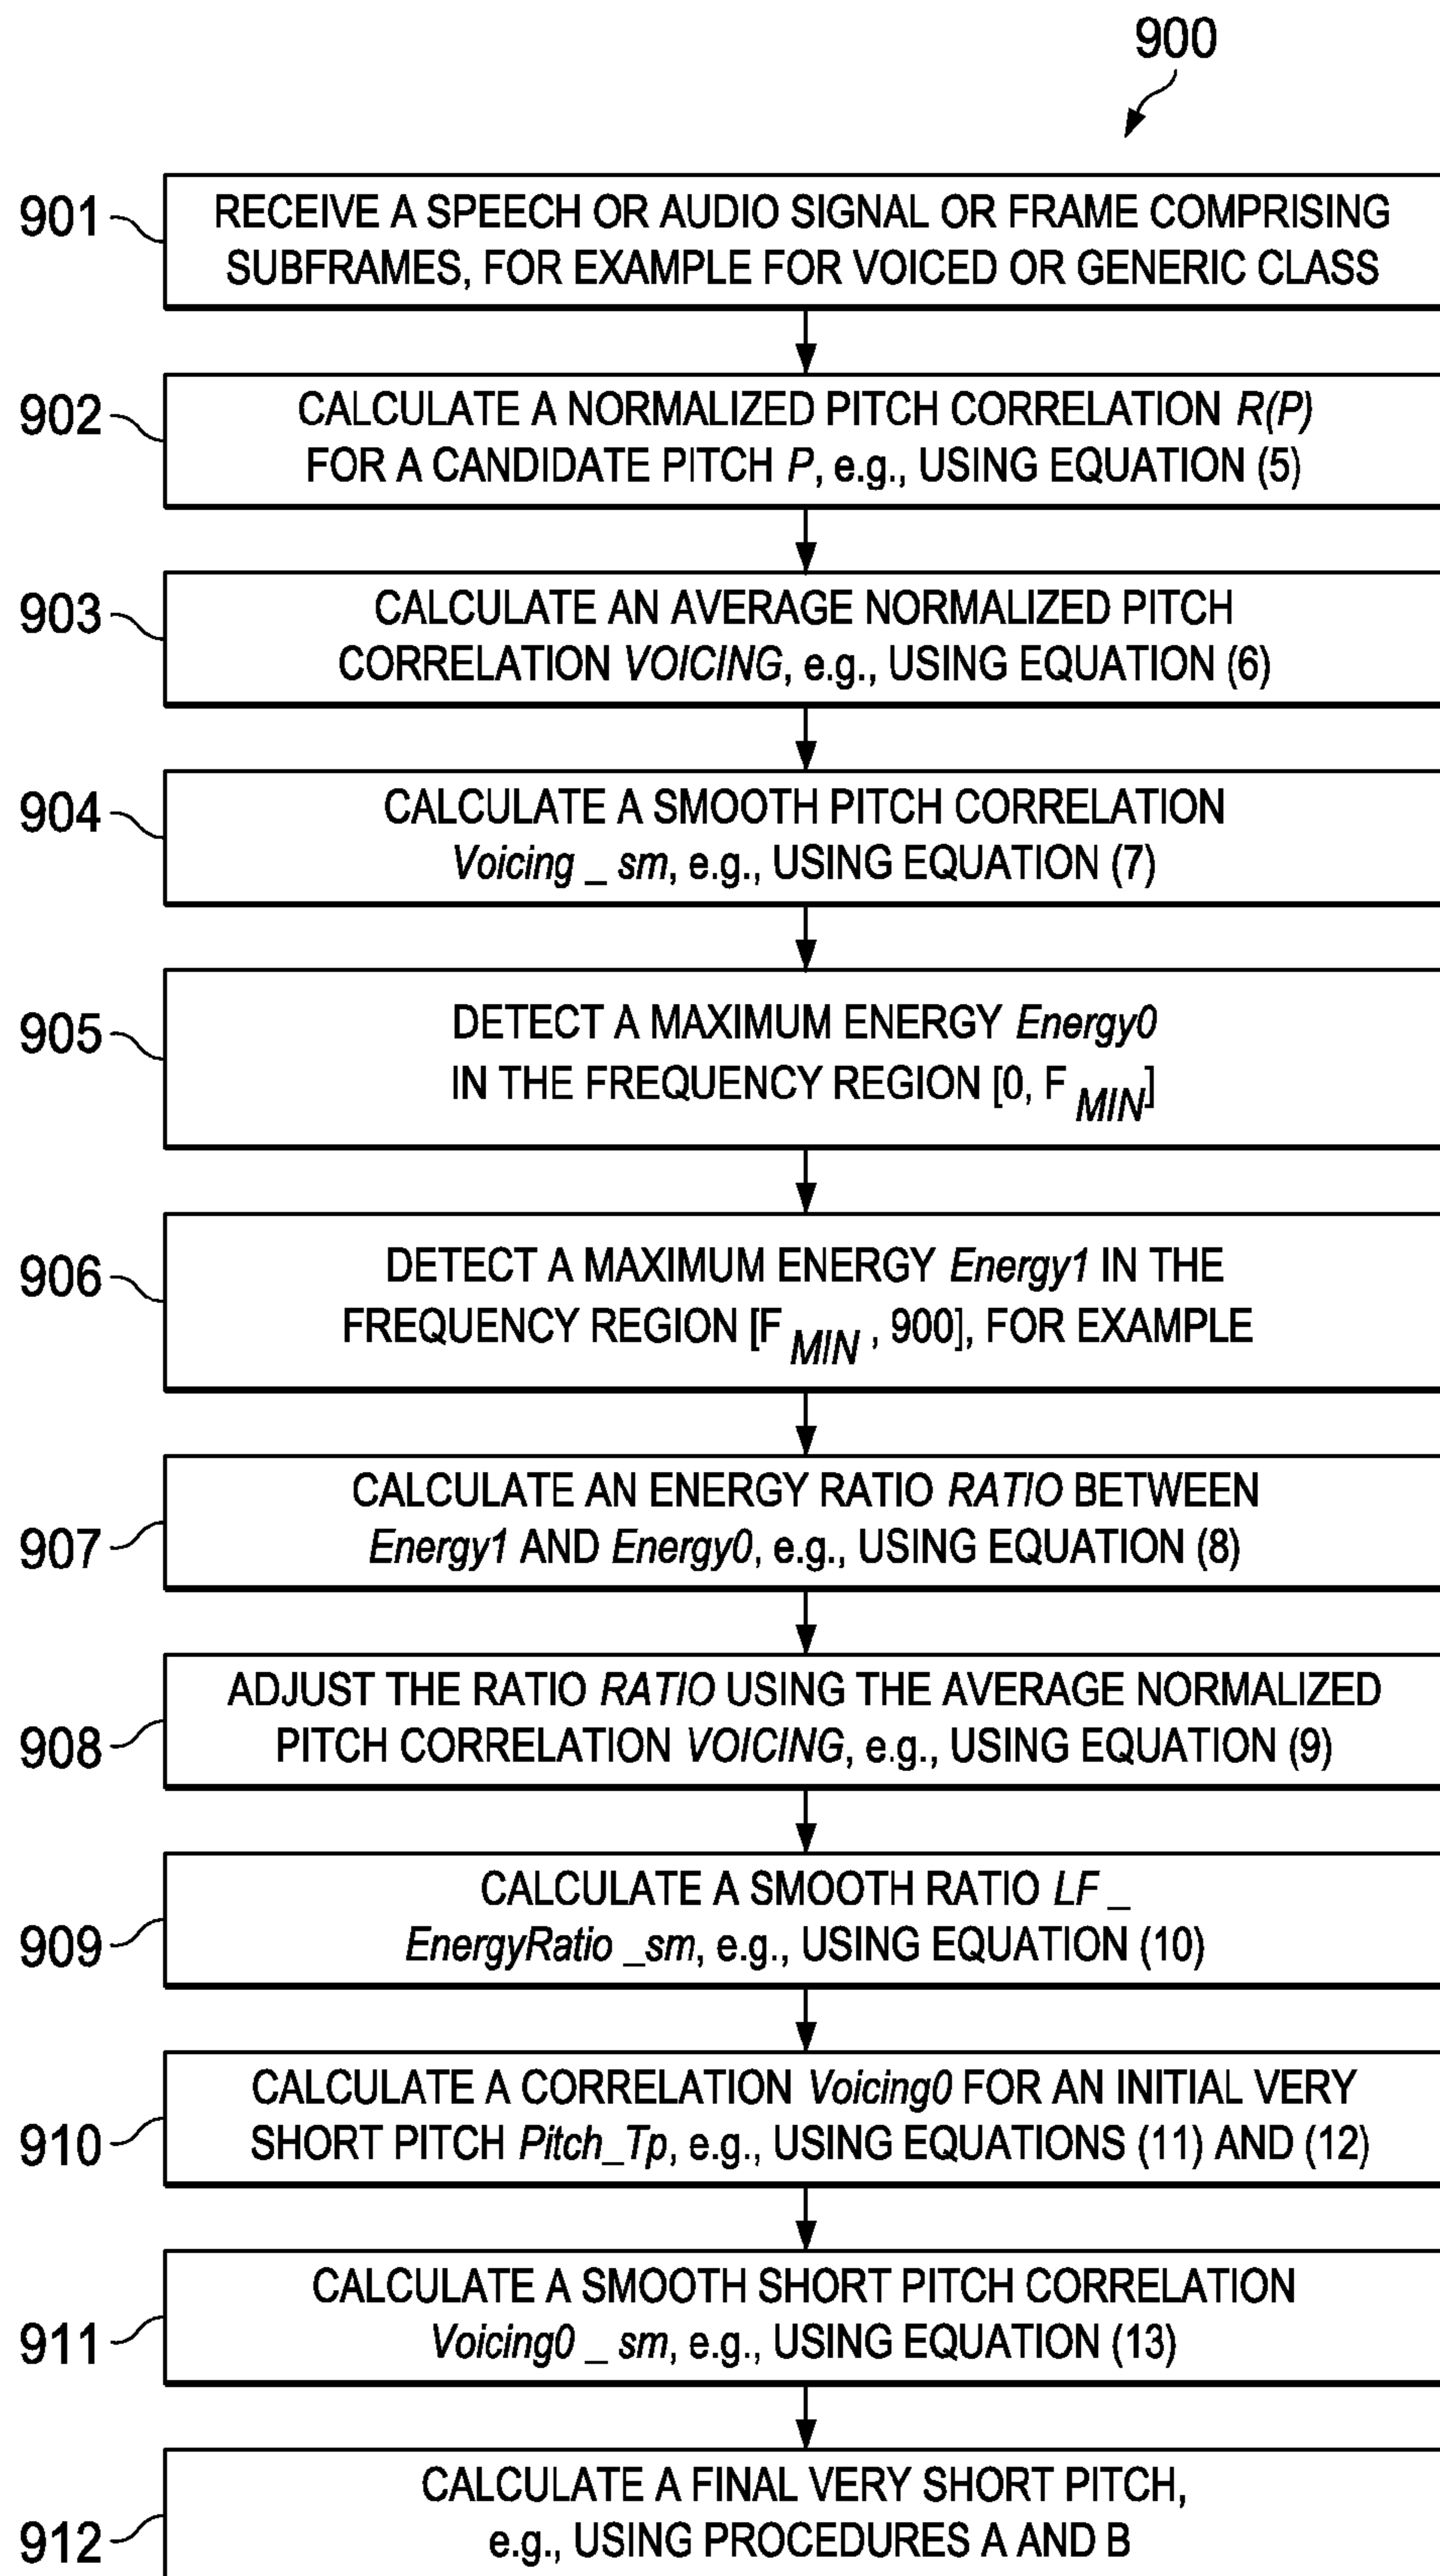 900
901
RECEIVE A SPEECH OR AUDIO SIGNAL OR FRAME COMPRISING
SUBFRAMES, FOR EXAMPLE FOR VOICED OR GENERIC CLASS
902
CALCULATE A NORMALIZED PITCH CORRELATION R(P)
FOR A CANDIDATE PITCH P, e.g., USING EQUATION (5)
903
CALCULATE AN AVERAGE NORMALIZED PITCH
CORRELATION VOICING, e.g., USING EQUATION (6)
904
CALCULATE A SMOOTH PITCH CORRELATION
Voicing _ sm, e.g., USING EQUATION (7)
905
DETECT A MAXIMUM ENERGY Energy0
IN THE FREQUENCY REGION [0, F MIN]
906
DETECT A MAXIMUM ENERGY Energy1 IN THE
FREQUENCY REGION [F MIN , 900], FOR EXAMPLE
907
CALCULATE AN ENERGY RATIO RATIO BETWEEN
Energy1 AND Energy0, e.g., USING EQUATION (8)
908
ADJUST THE RATIO RATIO USING THE AVERAGE NORMALIZED
PITCH CORRELATION VOICING, e.g., USING EQUATION (9)
909
CALCULATE A SMOOTH RATIO LF _
EnergyRatio _sm, e.g., USING EQUATION (10)
910
CALCULATE A CORRELATION Voicing0 FOR AN INITIAL VERY
SHORT PITCH Pitch_Tp, e.g., USING EQUATIONS (11) AND (12)
911
CALCULATE A SMOOTH SHORT PITCH CORRELATION
Voicing0 _ sm, e.g., USING EQUATION (13)
912
CALCULATE A FINAL VERY SHORT PITCH,
e.g., USING PROCEDURES A AND B